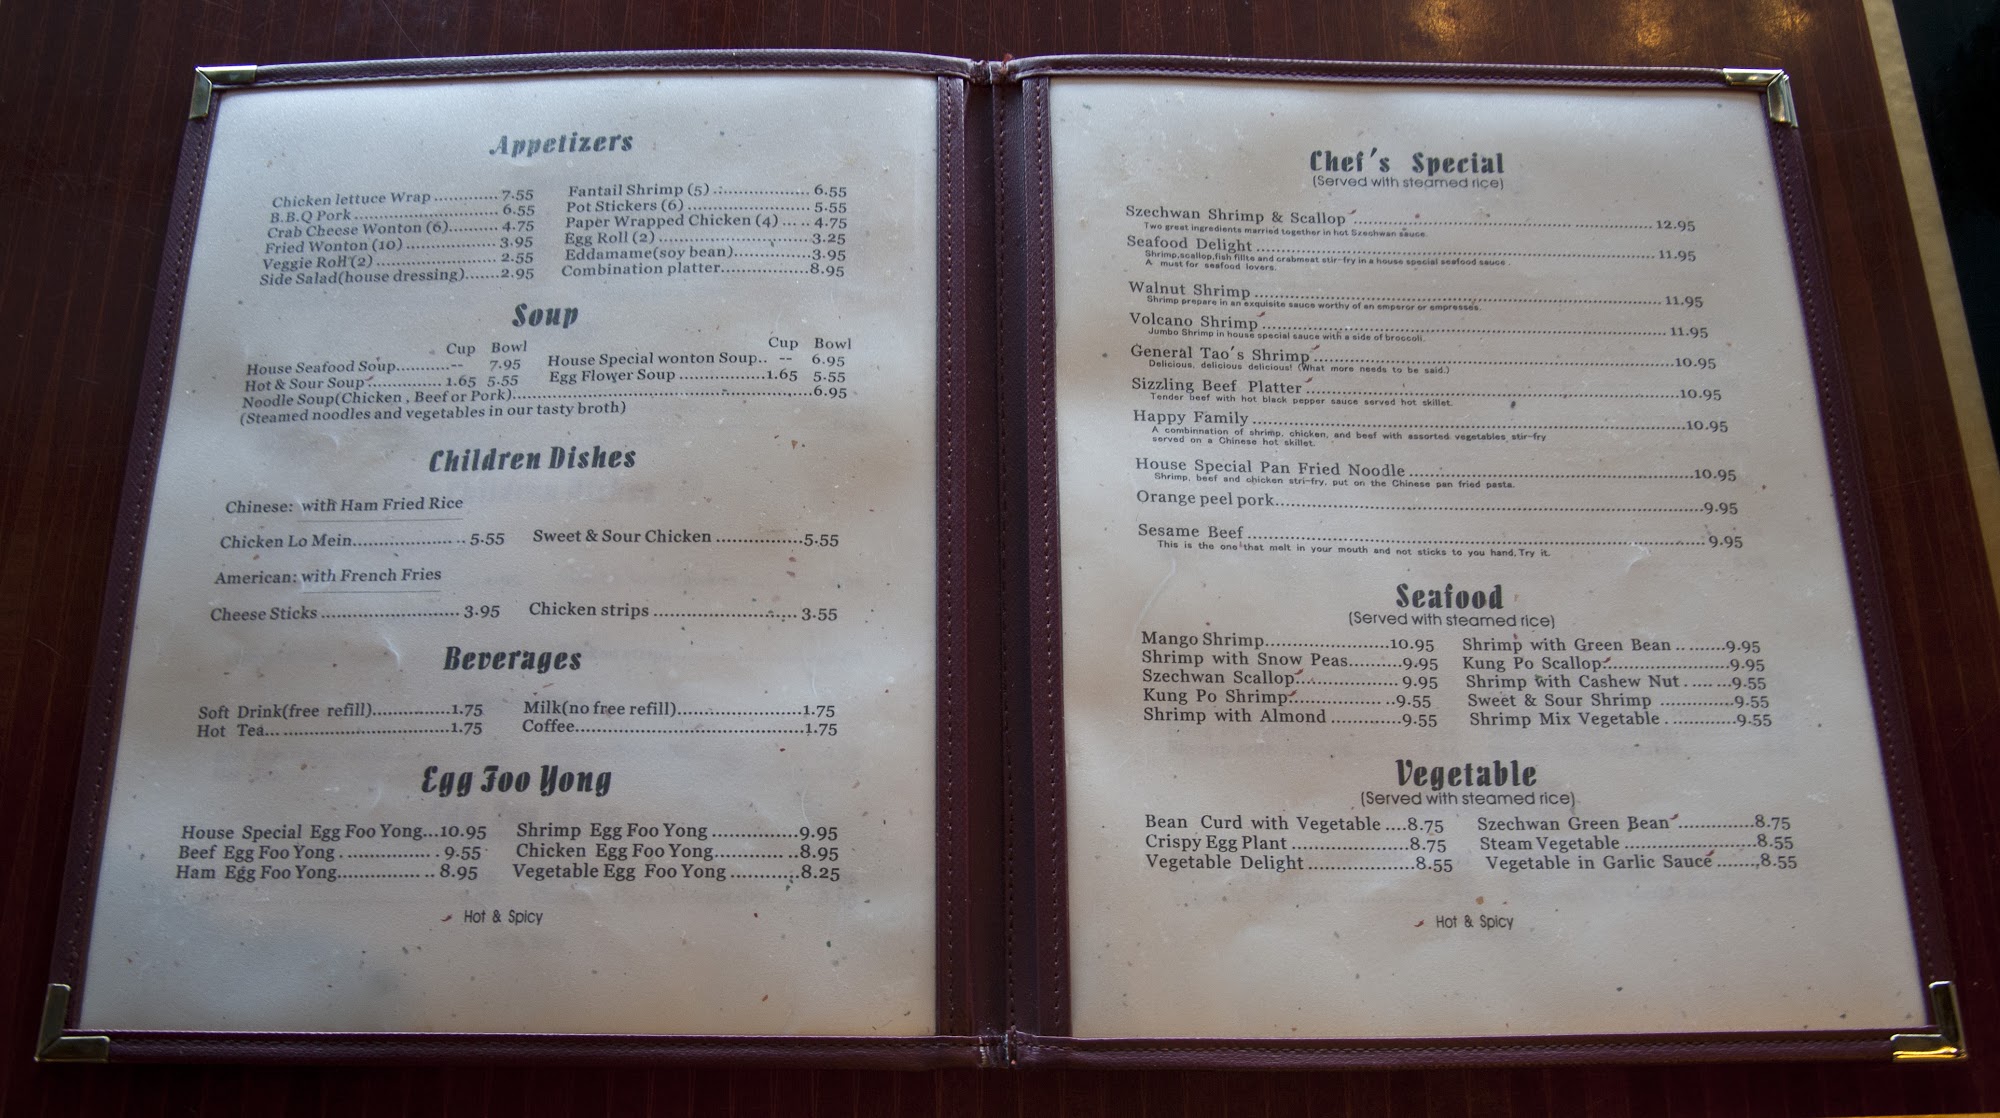 Appetizers
Chicken lettuce Wrap ........... 7.55
B.B.Q Pork ......................... 6.55
Crab Cheese Wonton (6)......... 4.75
Fried Wonton (10) .................. 3.95
Veggie Roll (2) ..................... 2.55
Side Salad(house dressing).......2.95
Fantail Shrimp (5) .................. 6.55
Pot Stickers (6) ..................... 5.55
Paper Wrapped Chicken (4) .... .. 4.75
Egg Roll (2) ......................... 3.25
Eddamame(soy bean)..............3.95
Combination platter................8.95
Soup
Cup Bowl
House Seafood Soup..........-- 7.95
Hot & Sour Soup ............ 1.65 5.55
Cup Bowl
House Special wonton Soup.. -- 6.95
Egg Flower Soup ..............1.65 5.55
Noodle Soup(Chicken , Beef or Pork)..................................................6.95
(Steamed noodles and vegetables in our tasty broth)
Children Dishes
Chinese: with Ham Fried Rice
Chicken Lo Mein.................. .. 5.55
Sweet & Sour Chicken ...............5.55
American: with French Fries
Cheese Sticks ........................ 3.95
Chicken strips ......................... 3.55
Beverages
Soft Drink(free refill).............1.75
Hot Tea... ............................1.75
Milk(no free refill)......................1.75
Coffee.......................................1.75
Egg Foo Yong
House Special Egg Foo Yong...10.95
Beef Egg Foo Yong . .............. . 9.55
Ham Egg Foo Yong.............. .. 8.95
Shrimp Egg Foo Yong ..............9.95
Chicken Egg Foo Yong............ ..8.95
Vegetable Egg Foo Yong ...........8.25
Hot & Spicy
Chef's Special
(Served with steamed rice)
Szechwan Shrimp & Scallop .................................................. 12.95
Two great ingredients married together in hot Szechwan sauce.
Seafood Delight .................................................................. 11.95
Shrimp,scallop,fish fillts and crabmeat stir-fry in a house special seafood sauce .
A must for seafood lovers.
Walnut Shrimp .................................................................. 11.95
Shrimp prepare in an exquisite sauce worthy of an emperor or empresses.
Volcano Shrimp .................................................................. 11.95
Jumbo Shrimp in house special sauce with a side of broccoli.
General Tao's Shrimp ..........................................................10.95
Delicious, delicious delicious! (What more needs to be said.)
Sizzling Beef Platter ............................................................10.95
Tender beef with hot black pepper sauce served hot skillet.
Happy Family ....................................................................10.95
A combinnation of shrimp, chicken, and beef with assorted vegetables stir-fry
served on a Chinese hot skillet.
House Special Pan Fried Noodle ..............................................10.95
Shrimp, beef and chicken stri-fry, put on the Chinese pan fried pasta.
Orange peel pork..................................................................9.95
Sesame Beef ......................................................................9.95
This is the one that melt in your mouth and not sticks to you hand, Try it.
Seafood
(Served with steamed rice)
Mango Shrimp.....................10.95
Shrimp with Snow Peas.........9.95
Szechwan Scallop................. 9.95
Kung Po Shrimp............... ..9.55
Shrimp with Almond ............9.55
Shrimp with Green Bean .. .......9.95
Kung Po Scallop.....................9.95
Shrimp with Cashew Nut . .... ...9.55
Sweet & Sour Shrimp .............9.55
Shrimp Mix Vegetable . ...........9.55
Vegetable
(Served with steamed rice)
Bean Curd with Vegetable ....8.75
Crispy Egg Plant .................8.75
Vegetable Delight .................8.55
Szechwan Green Bean .............8.75
Steam Vegetable ....................8.55
Vegetable in Garlic Sauce .......8.55
Hot & Spicy